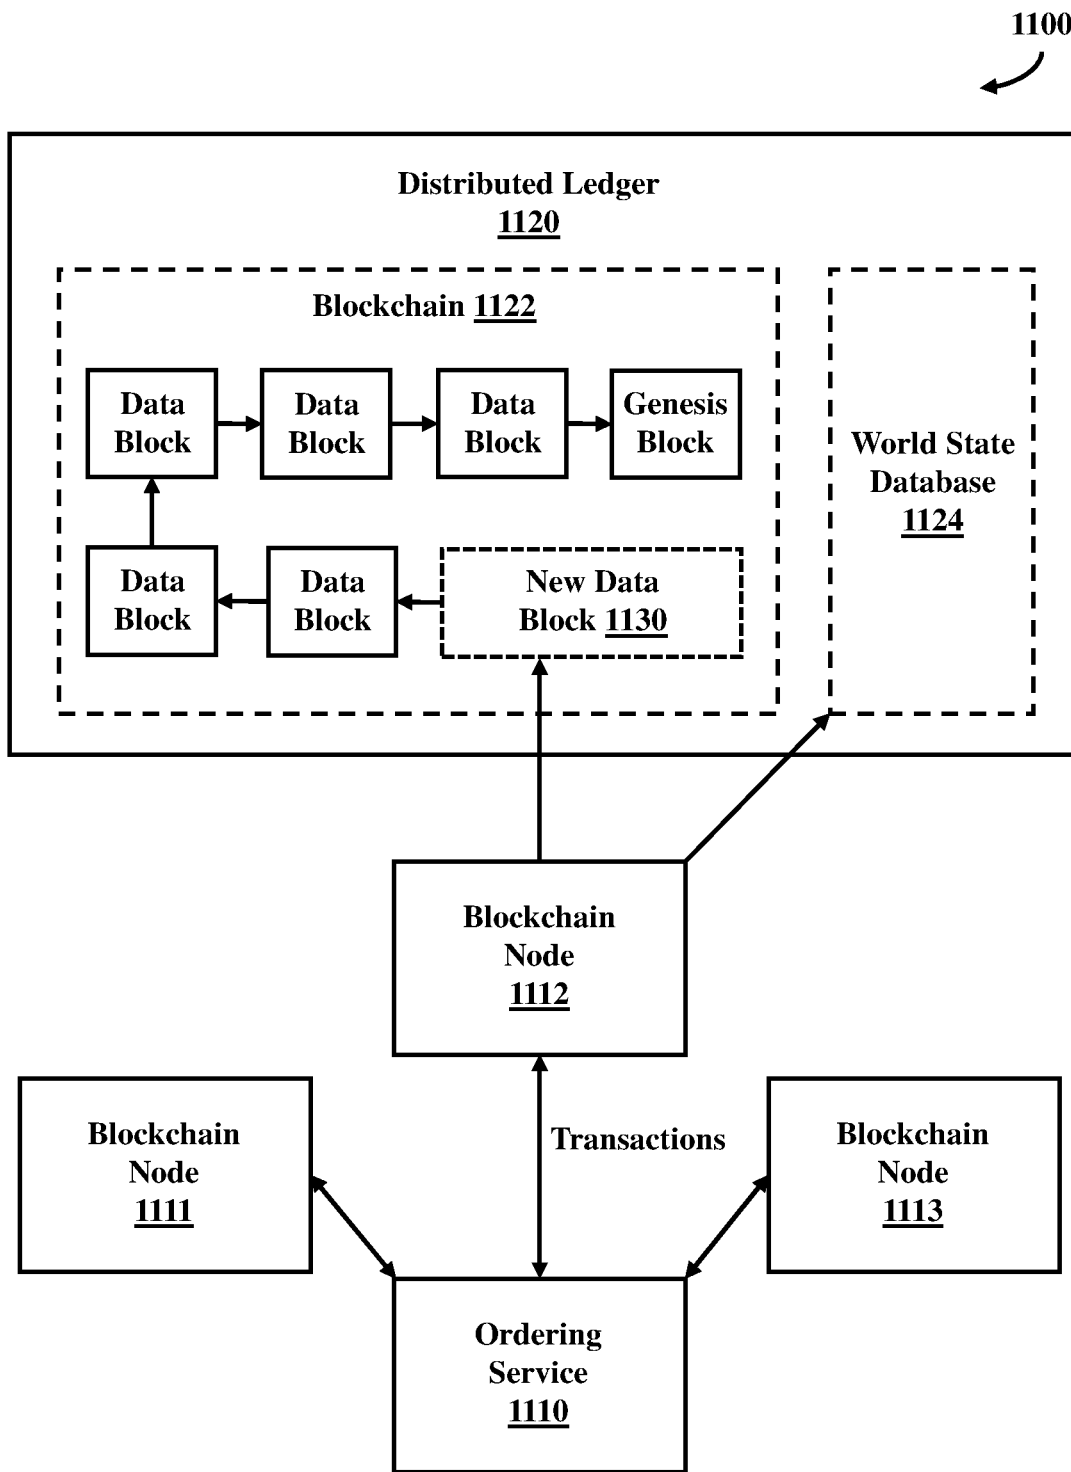 1100
Distributed Ledger
1120
Blockchain 1122
Data
Block
Data
Block
Data
Block
Genesis
Block
World State
Database
1124
Data
Block
Data
Block
New Data
Block 1130
Blockchain
Node
1112
Transactions
Blockchain
Node
1111
Blockchain
Node
1113
Ordering
Service
1110